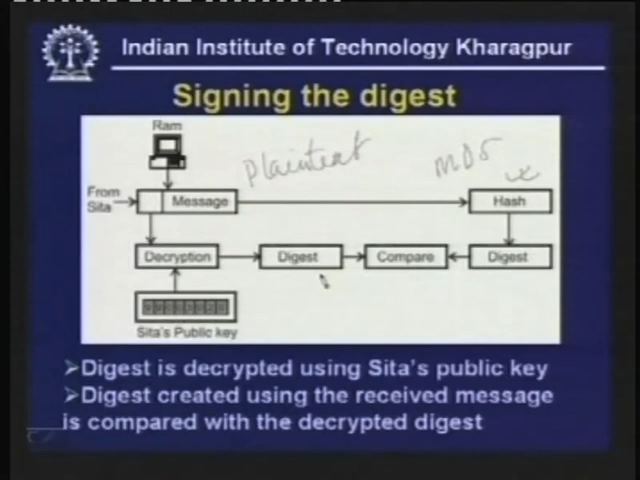 Indian Institute of Technology Kharagpur
Signing the digest
Ram
plaintext
MD5
From
Sita
Message
Hash
Decryption
Digest
Compare
Digest
Sita's Public key
➢Digest is decrypted using Sita's public key
➢Digest created using the received message
is compared with the decrypted digest